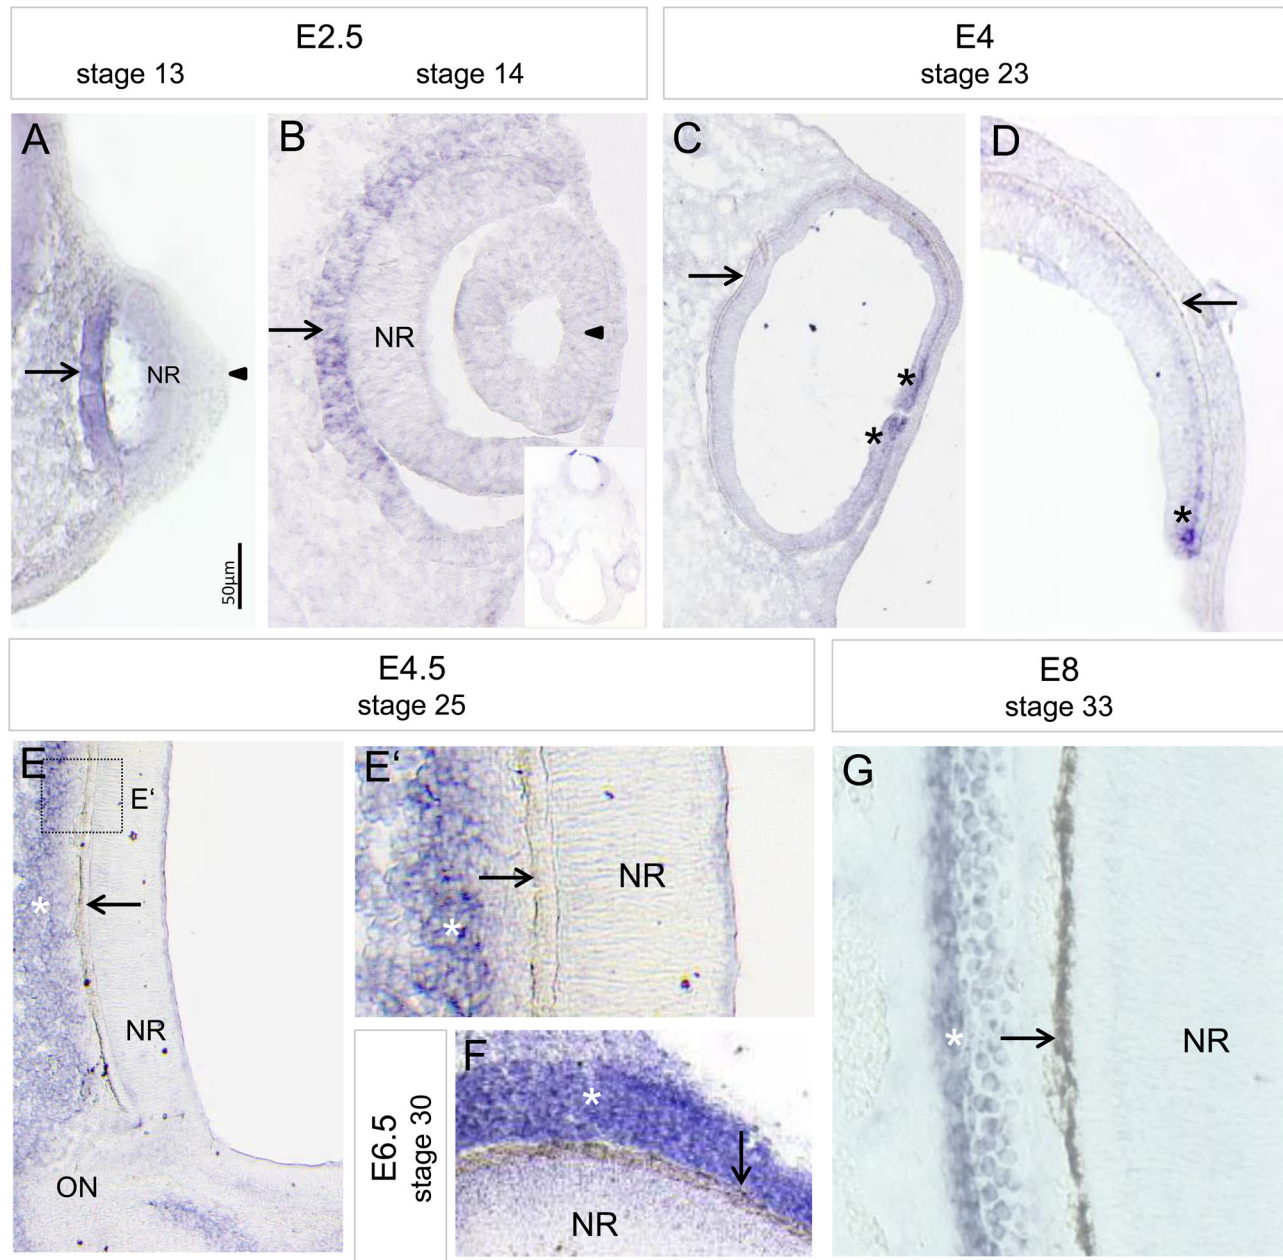 E2.5
stage 13
stage 14
E4
stage 23
A
NR
50µm
B
NR
C
*
*
D
*
E4.5
stage 25
E8
stage 33
E
E‘
*
NR
ON
E‘
NR
*
E6.5
stage 30
F
*
NR
G
*
NR